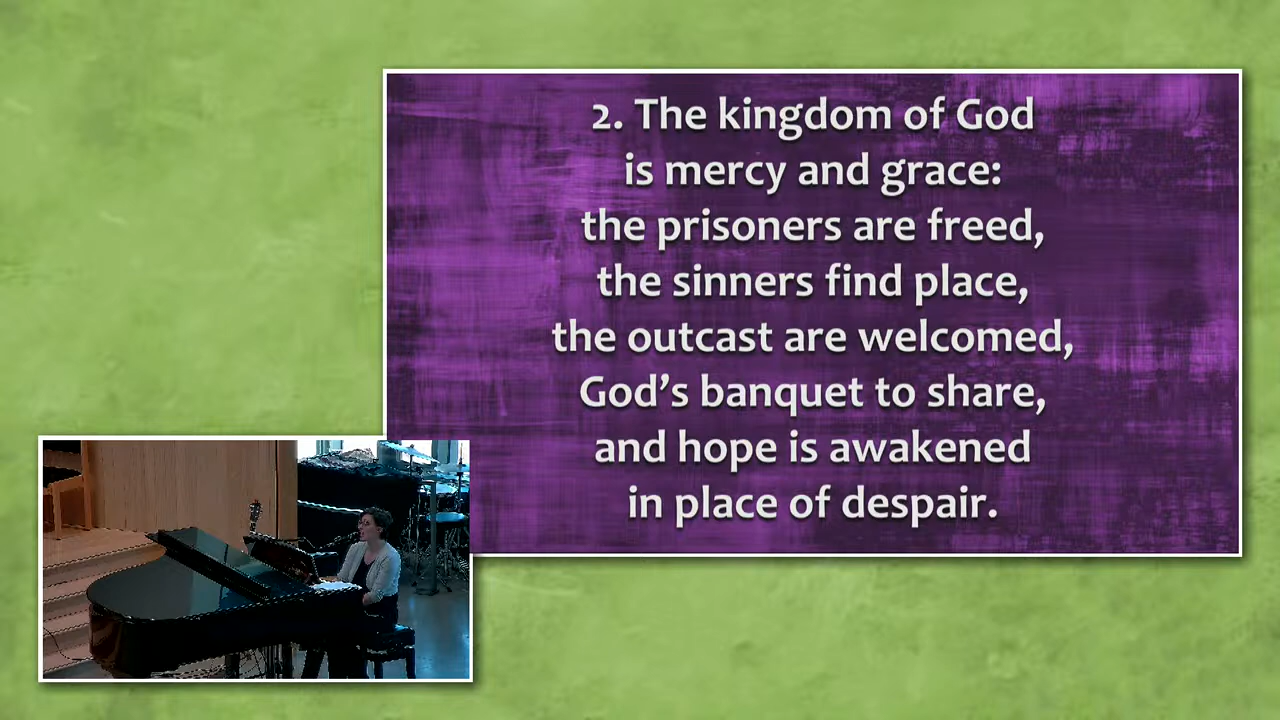 2. The kingdom of God
is mercy and grace:
the prisoners are freed,
the sinners find place,
the outcast are welcomed,
God’s banquet to share,
and hope is awakened
in place of despair.